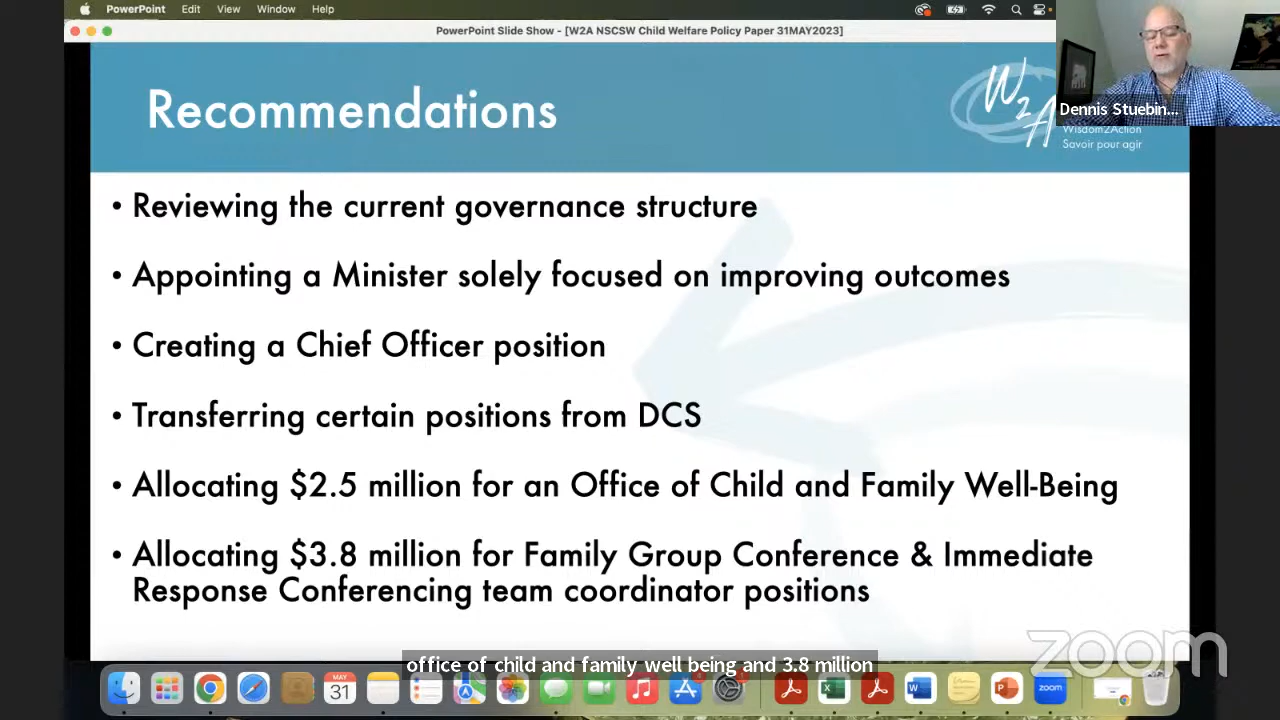 PowerPoint Edit View Window Help
PowerPoint Slide Show - [W2A NSCSW Child Welfare Policy Paper 31MAY2023]
Dennis Stuebin...
Recommendations
W2A
Wisdom2Action
Savoir pour agir
• Reviewing the current governance structure
• Appointing a Minister solely focused on improving outcomes
• Creating a Chief Officer position
• Transferring certain positions from DCS
• Allocating $2.5 million for an Office of Child and Family Well-Being
• Allocating $3.8 million for Family Group Conference & Immediate
Response Conferencing team coordinator positions
zoom
office of child and family well being and 3.8 million
MAY
31
zoom